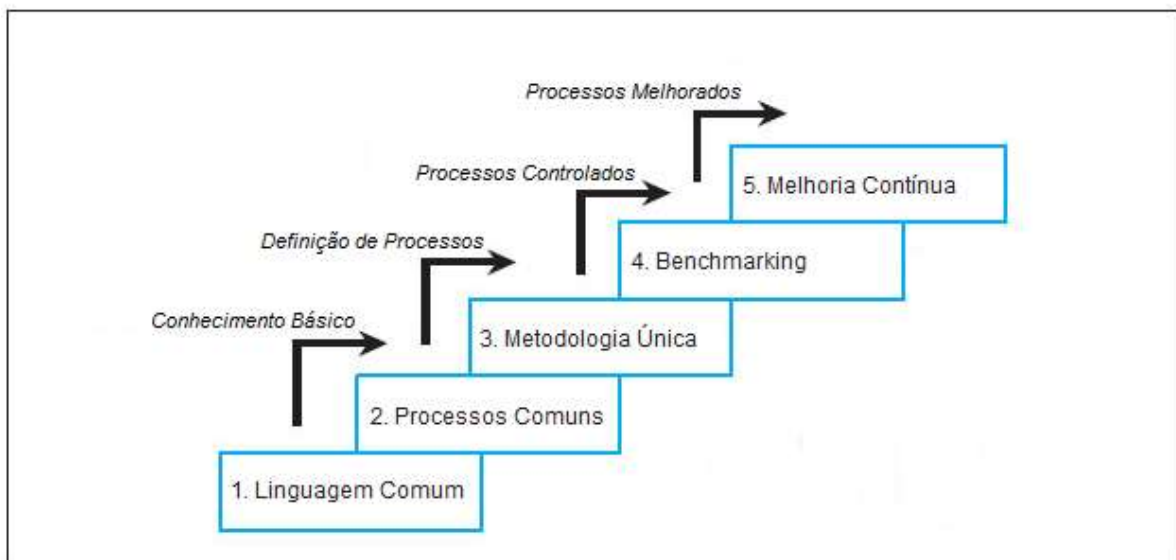 Processos Melhorados
5. Melhoria Contínua
Processos Controlados
4. Benchmarking
Definição de Processos
3. Metodologia Única
Conhecimento Básico
2. Processos Comuns
1. Linguagem Comum